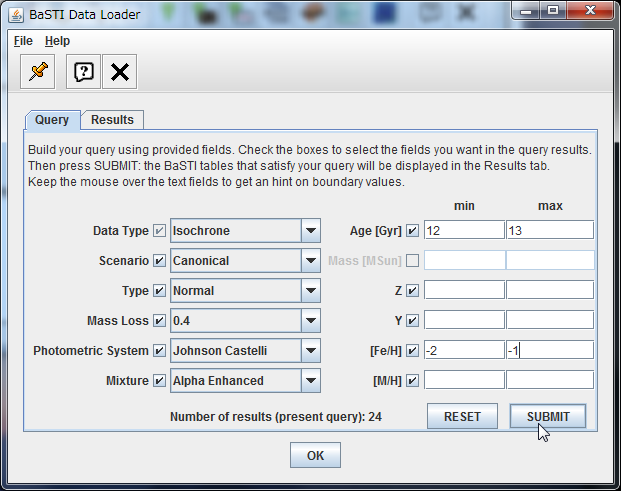 BaSTI Data Loader
File Help
Query Results
Build your query using provided fields. Check the boxes to select the fields you want in the query results.
Then press SUBMIT: the BaSTI tables that satisfy your query will be displayed in the Results tab.
Keep the mouse over the text fields to get an hint on boundary values.
min max
Data Type Isochrone Age [Gyr] 12 13
Scenario Canonical Mass [MSun]
Type Normal Z
Mass Loss 0.4 Y
Photometric System Johnson Castelli [Fe/H] -2 -1
Mixture Alpha Enhanced [M/H]
Number of results (present query): 24 RESET SUBMIT
OK